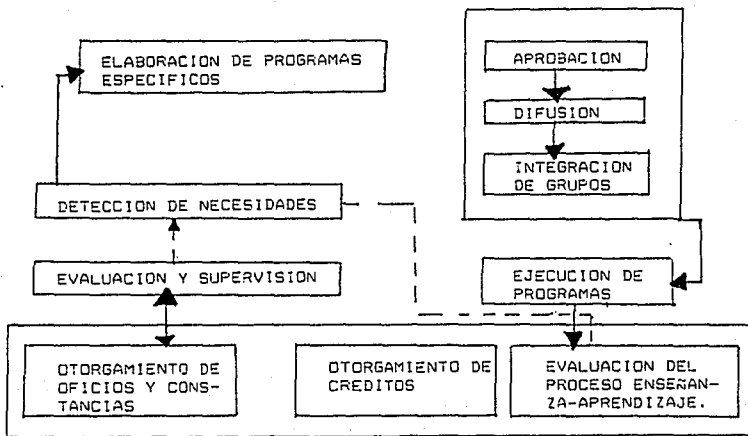 ELABORACION DE PROGRAMAS
ESPECIFICOS
APROBACION
DIFUSION
INTEGRACION
DE GRUPOS
DETECCION DE NECESIDADES
EVALUACION Y SUPERVISION
EJECUCION DE
PROGRAMAS
OTORGAMIENTO DE
OFICIOS Y CONS-
TANCIAS
OTORGAMIENTO DE
CREDITOS
EVALUACION DEL
PROCESO ENSEÑAN-
ZA-APRENDIZAJE.